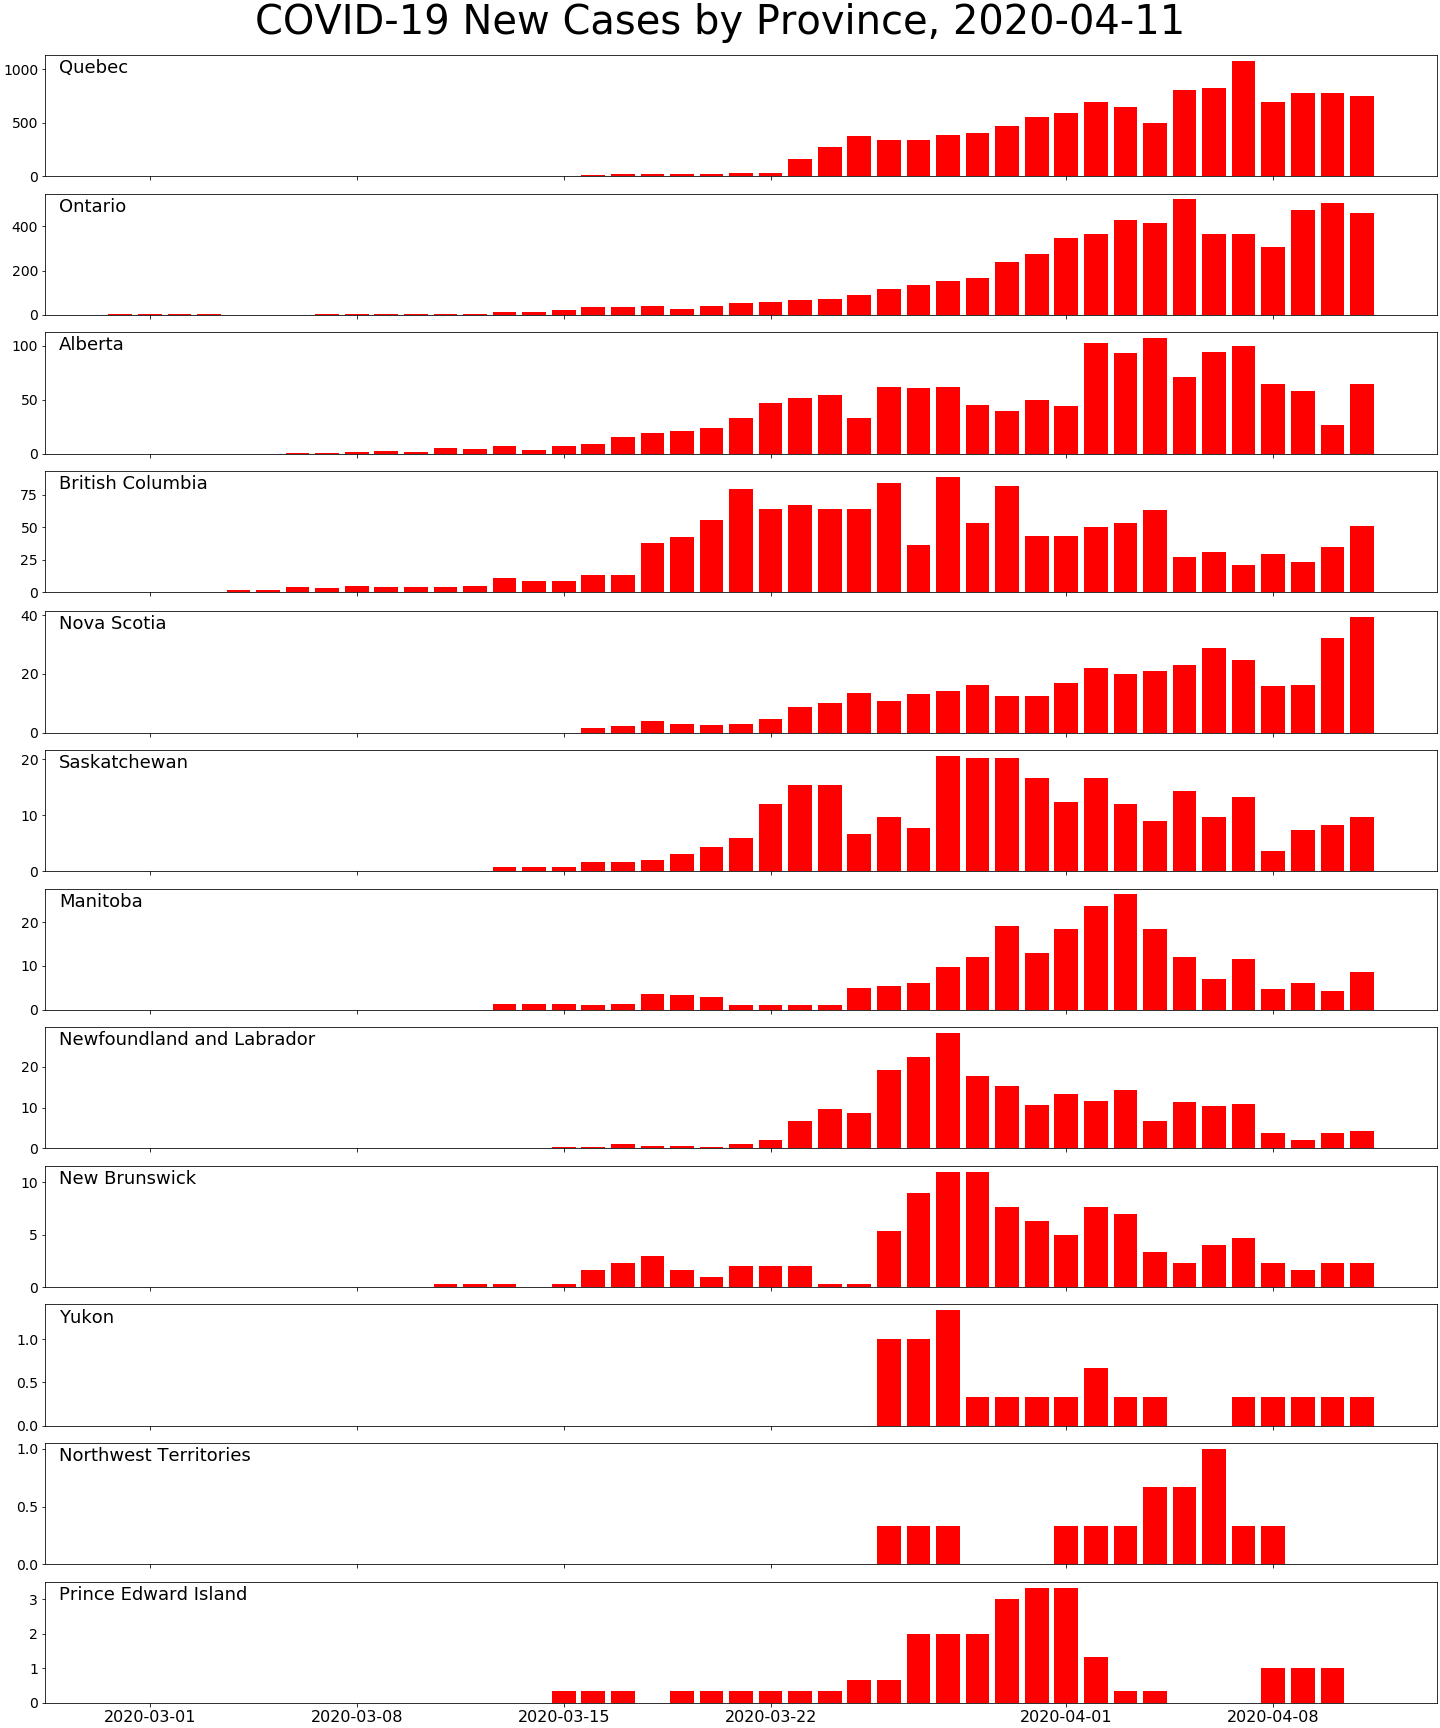 COVID-19 New Cases by Province, 2020-04-11
Quebec
1000
500
0
Ontario
400
200
0
Alberta
100
50
0
British Columbia
75
50
25
0
Nova Scotia
40
20
0
Saskatchewan
20
10
0
Manitoba
20
10
0
Newfoundland and Labrador
20
10
0
New Brunswick
10
5
0
Yukon
1.0
0.5
0.0
Northwest Territories
1.0
0.5
0.0
Prince Edward Island
3
2
1
0
2020-03-01 2020-03-08 2020-03-15 2020-03-22 2020-04-01 2020-04-08